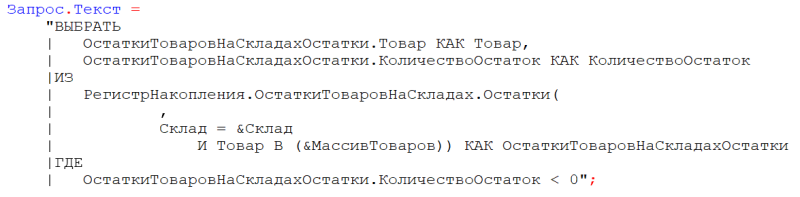 Запрос.Текст =
"ВЫБРАТЬ
| ОстаткиТоваровНаСкладахОстатки.Товар КАК Товар,
| ОстаткиТоваровНаСкладахОстатки.КоличествоОстаток КАК КоличествоОстаток
|ИЗ
| РегистрНакопления.ОстаткиТоваровНаСкладах.Остатки(
| ,
| Склад = &Склад
| И Товар В (&МассивТоваров)) КАК ОстаткиТоваровНаСкладахОстатки
|ГДЕ
| ОстаткиТоваровНаСкладахОстатки.КоличествоОстаток < 0";